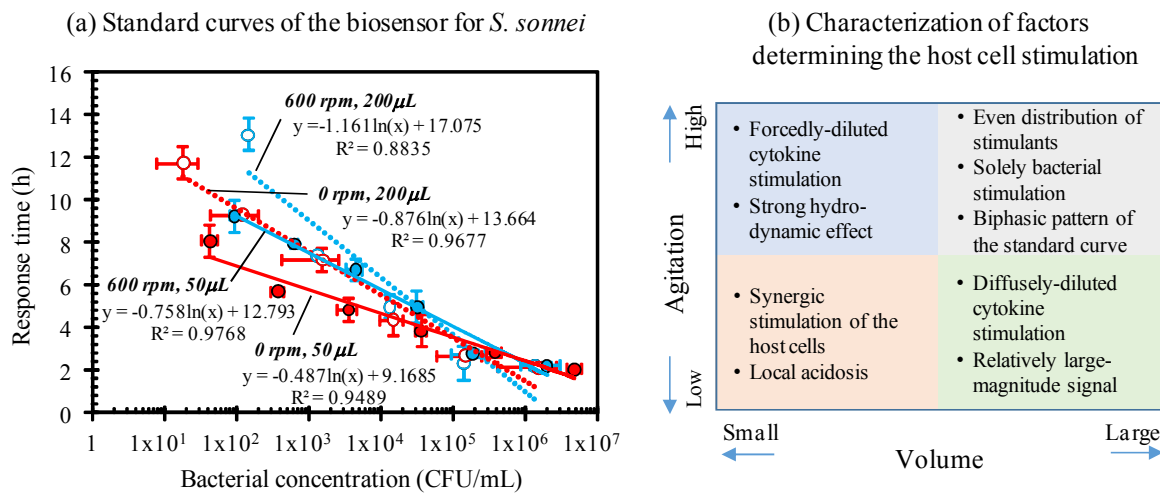 (a) Standard curves of the biosensor for S. sonnei
16
14
12
10
8
6
4
2
0
Response time (h)
600 rpm, 200μL
y =-1.161ln(x) + 17.075
R² = 0.8835
0 rpm, 200μL
y = -0.876ln(x) + 13.664
R² = 0.9677
600 rpm, 50μL
y = -0.758ln(x) + 12.793
R² = 0.9768
0 rpm, 50μL
y = -0.487ln(x) + 9.1685
R² = 0.9489
1 1x10¹ 1x10² 1x10³ 1x10⁴ 1x10⁵ 1x10⁶ 1x10⁷
Bacterial concentration (CFU/mL)
(b) Characterization of factors
determining the host cell stimulation
High
Agitation
Low
• Forcedly-diluted
cytokine
stimulation
• Strong hydro-
dynamic effect
• Even distribution of
stimulants
• Solely bacterial
stimulation
• Biphasic pattern of
the standard curve
• Synergic
stimulation of the
host cells
• Local acidosis
• Diffusely-diluted
cytokine
stimulation
• Relatively large-
magnitude signal
Small
Large
Volume